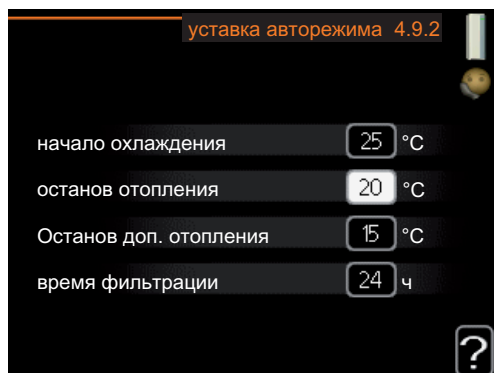 уставка авторежима 4.9.2
начало охлаждения 25 °C
останов отопления 20 °C
Останов доп. отопления 15 °C
время фильтрации 24 ч
?